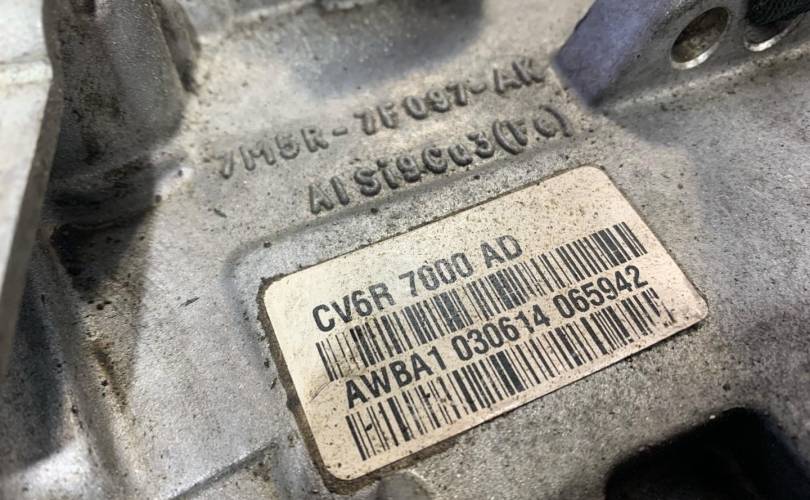 7M5R-7F097-AK
AlSi9Cu3(Fe)
CV6R 7000 AD
AWBA1 030614 065942